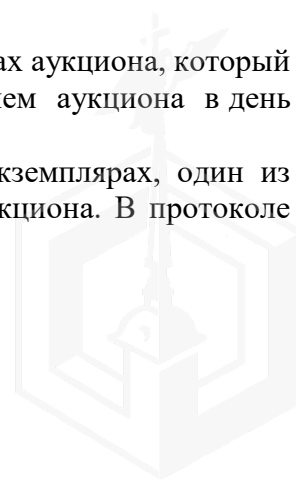 ах аукциона, который
ем аукциона в день
кземплярах, один из
кциона. В протоколе